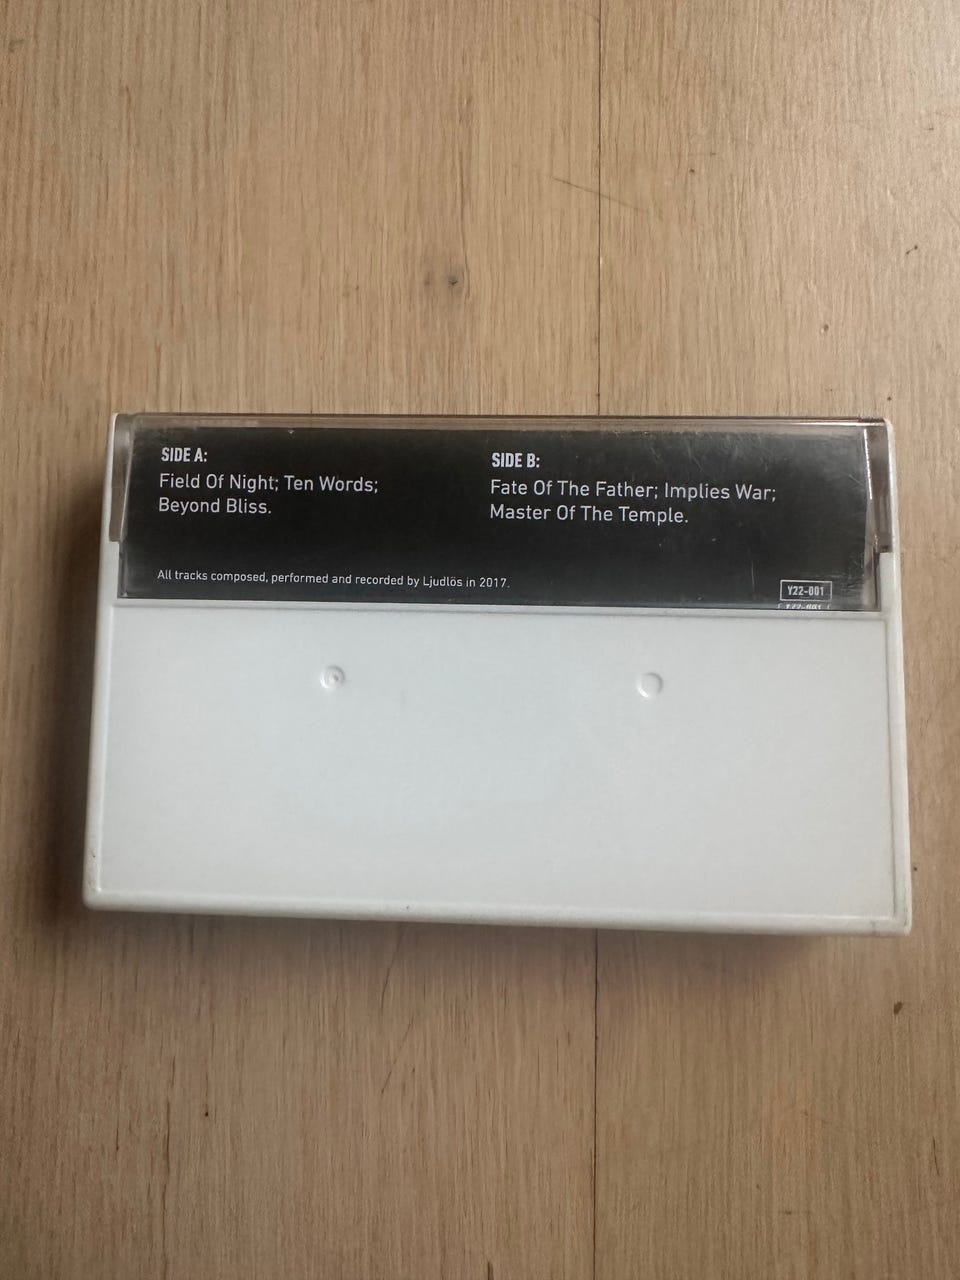 SIDE A:
Field Of Night; Ten Words;
Beyond Bliss.
SIDE B:
Fate Of The Father; Implies War;
Master Of The Temple.
All tracks composed, performed and recorded by Ljudlös in 2017.
Y22-001